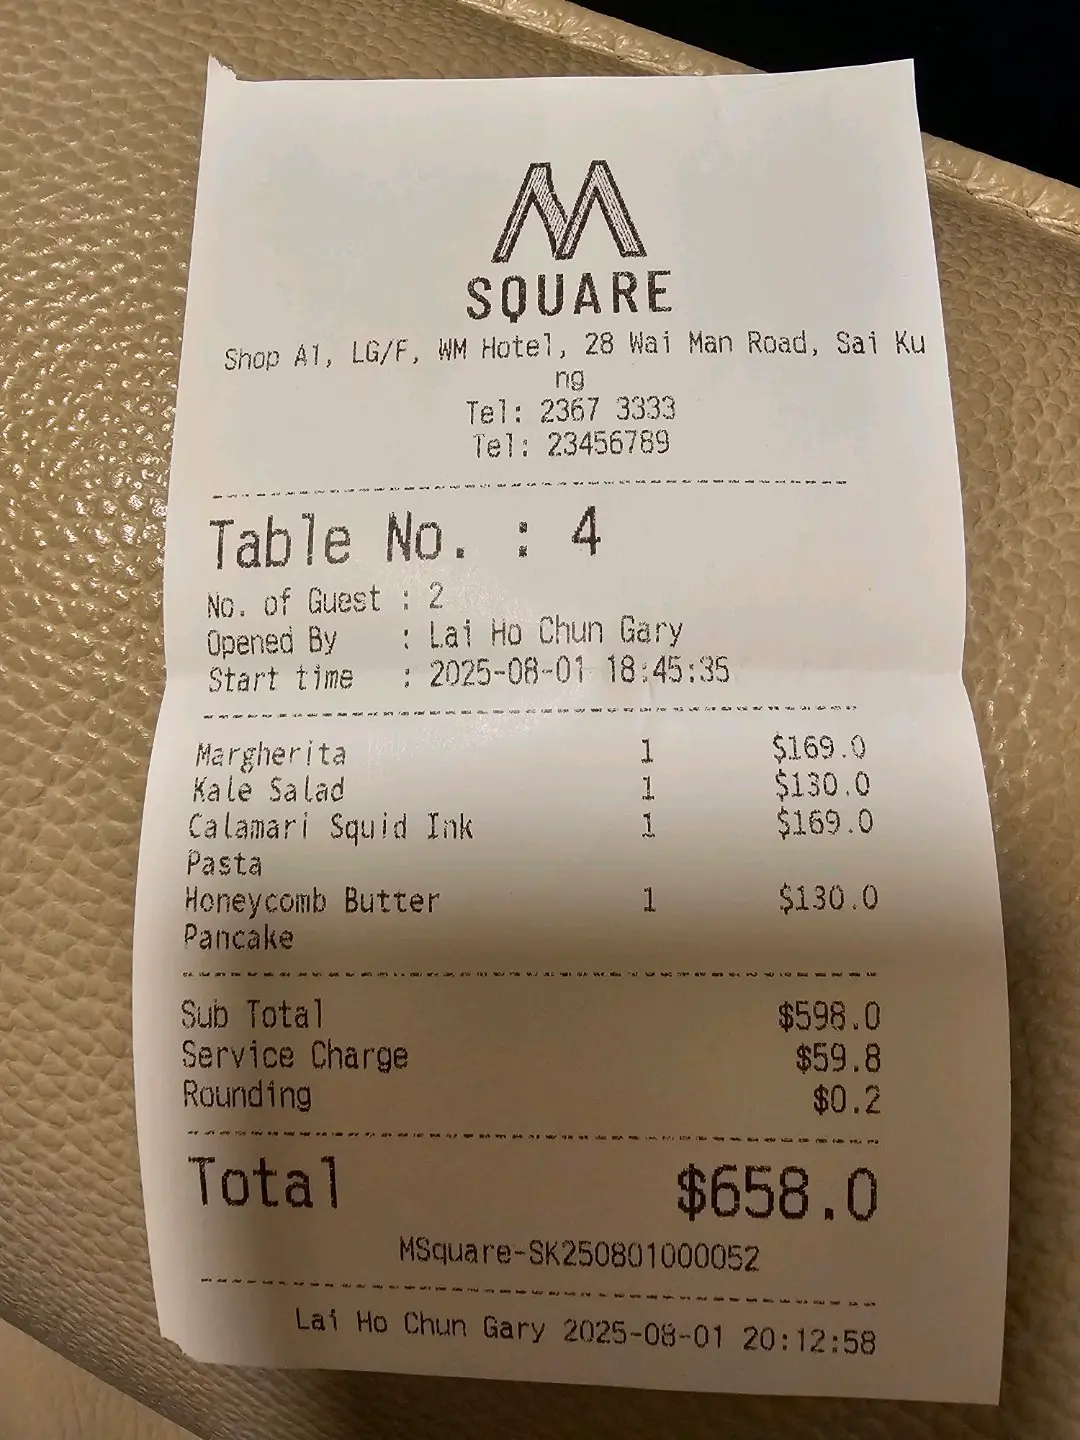 M
SQUARE
Shop A1, LG/F, WM Hotel, 28 Wai Man Road, Sai Ku
ng
Tel: 2367 3333
Tel: 23456789
Table No. : 4
No. of Guest : 2
Opened By : Lai Ho Chun Gary
Start time : 2025-08-01 18:45:35
Margherita 1 $169.0
Kale Salad 1 $130.0
Calamari Squid Ink 1 $169.0
Pasta
Honeycomb Butter 1 $130.0
Pancake
Sub Total $598.0
Service Charge $59.8
Rounding $0.2
Total $658.0
MSquare-SK250801000052
Lai Ho Chun Gary 2025-08-01 20:12:58